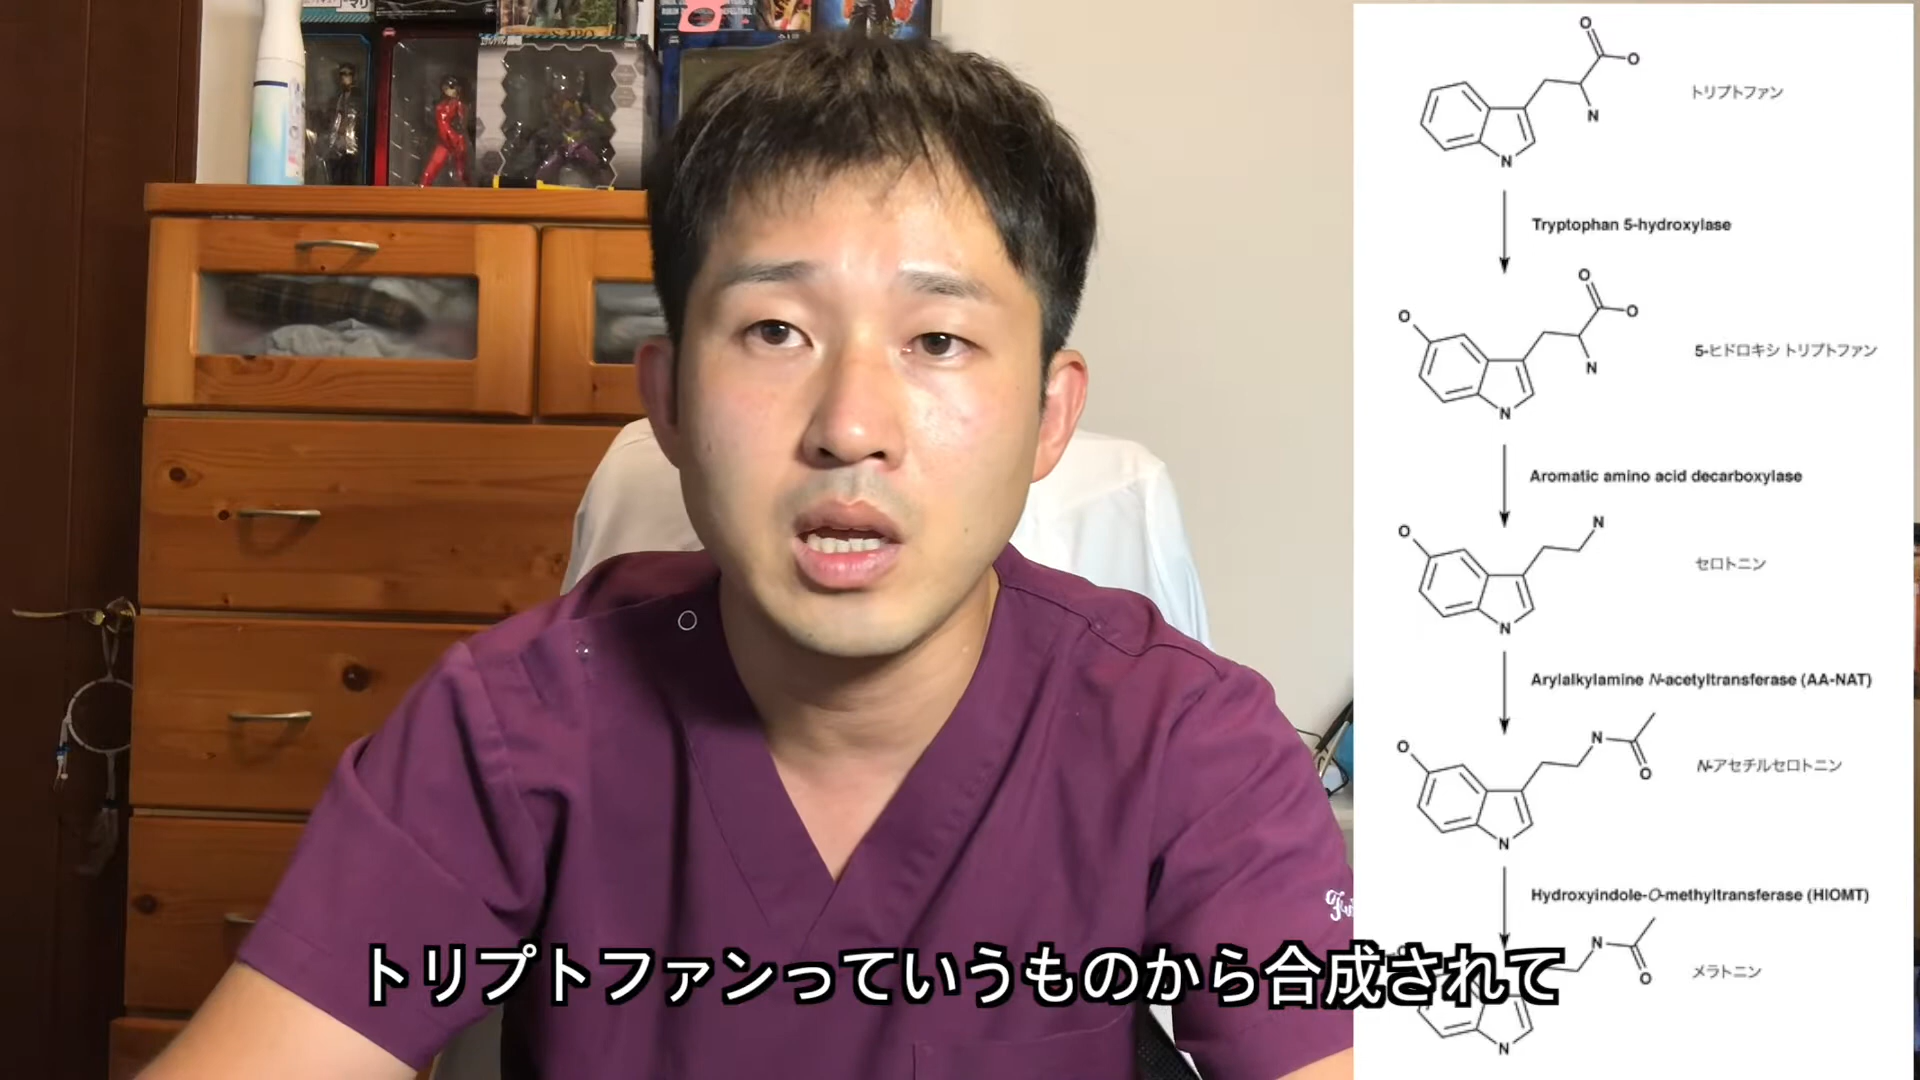 トリプトファン
Tryptophan 5-hydroxylase
5-ヒドロキシ トリプトファン
Aromatic amino acid decarboxylase
セロトニン
Arylalkylamine N-acetyltransferase (AA-NAT)
N-アセチルセロトニン
Hydroxyindole-O-methyltransferase (HIOMT)
メラトニン
トリプトファンっていうものから合成されて